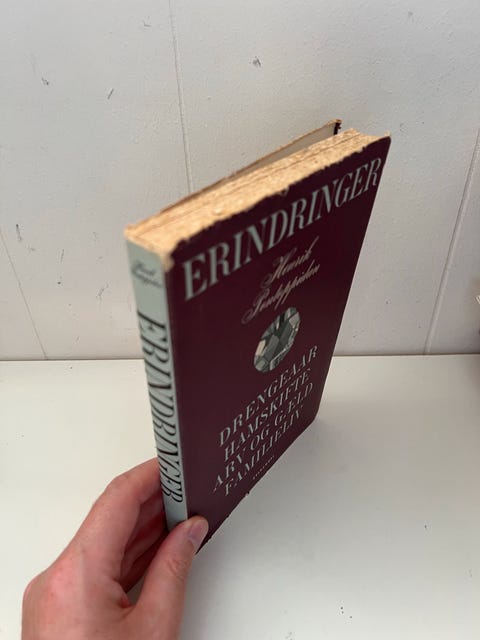 ERINDRINGER
Henrik
Pontoppidan
DRENGEAAR
HAMSKIFTE
ARV OG GÆLD
FAMILIELIV
ERINDRINGER